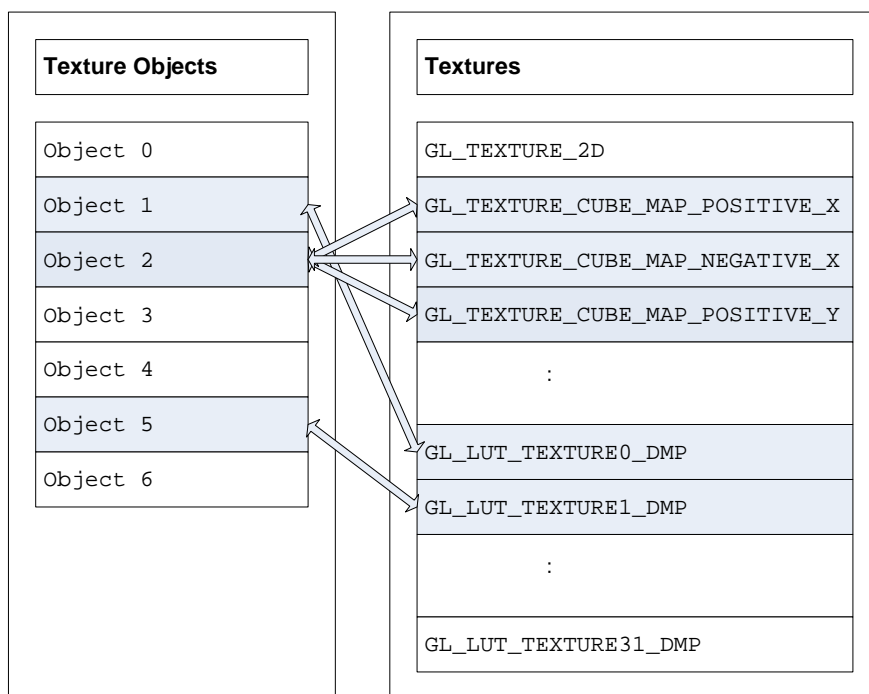 Texture Objects
Object 0
Object 1
Object 2
Object 3
Object 4
Object 5
Object 6
Textures
GL_TEXTURE_2D
GL_TEXTURE_CUBE_MAP_POSITIVE_X
GL_TEXTURE_CUBE_MAP_NEGATIVE_X
GL_TEXTURE_CUBE_MAP_POSITIVE_Y
:
GL_LUT_TEXTURE0_DMP
GL_LUT_TEXTURE1_DMP
:
GL_LUT_TEXTURE31_DMP